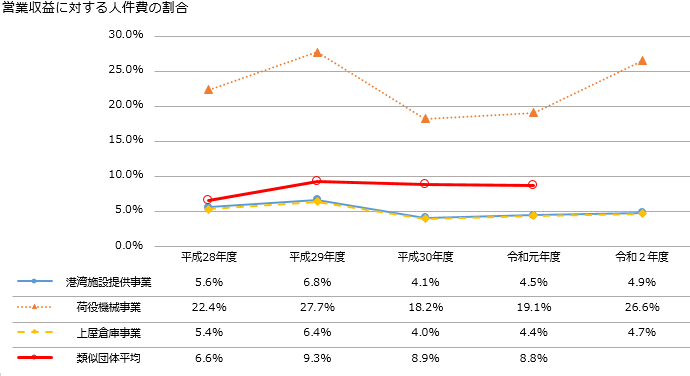 営業収益に対する人件費の割合
30.0%
25.0%
20.0%
15.0%
10.0%
5.0%
0.0%
平成28年度 平成29年度 平成30年度 令和元年度 令和２年度
港湾施設提供事業 5.6% 6.8% 4.1% 4.5% 4.9%
荷役機械事業 22.4% 27.7% 18.2% 19.1% 26.6%
上屋倉庫事業 5.4% 6.4% 4.0% 4.4% 4.7%
類似団体平均 6.6% 9.3% 8.9% 8.8%